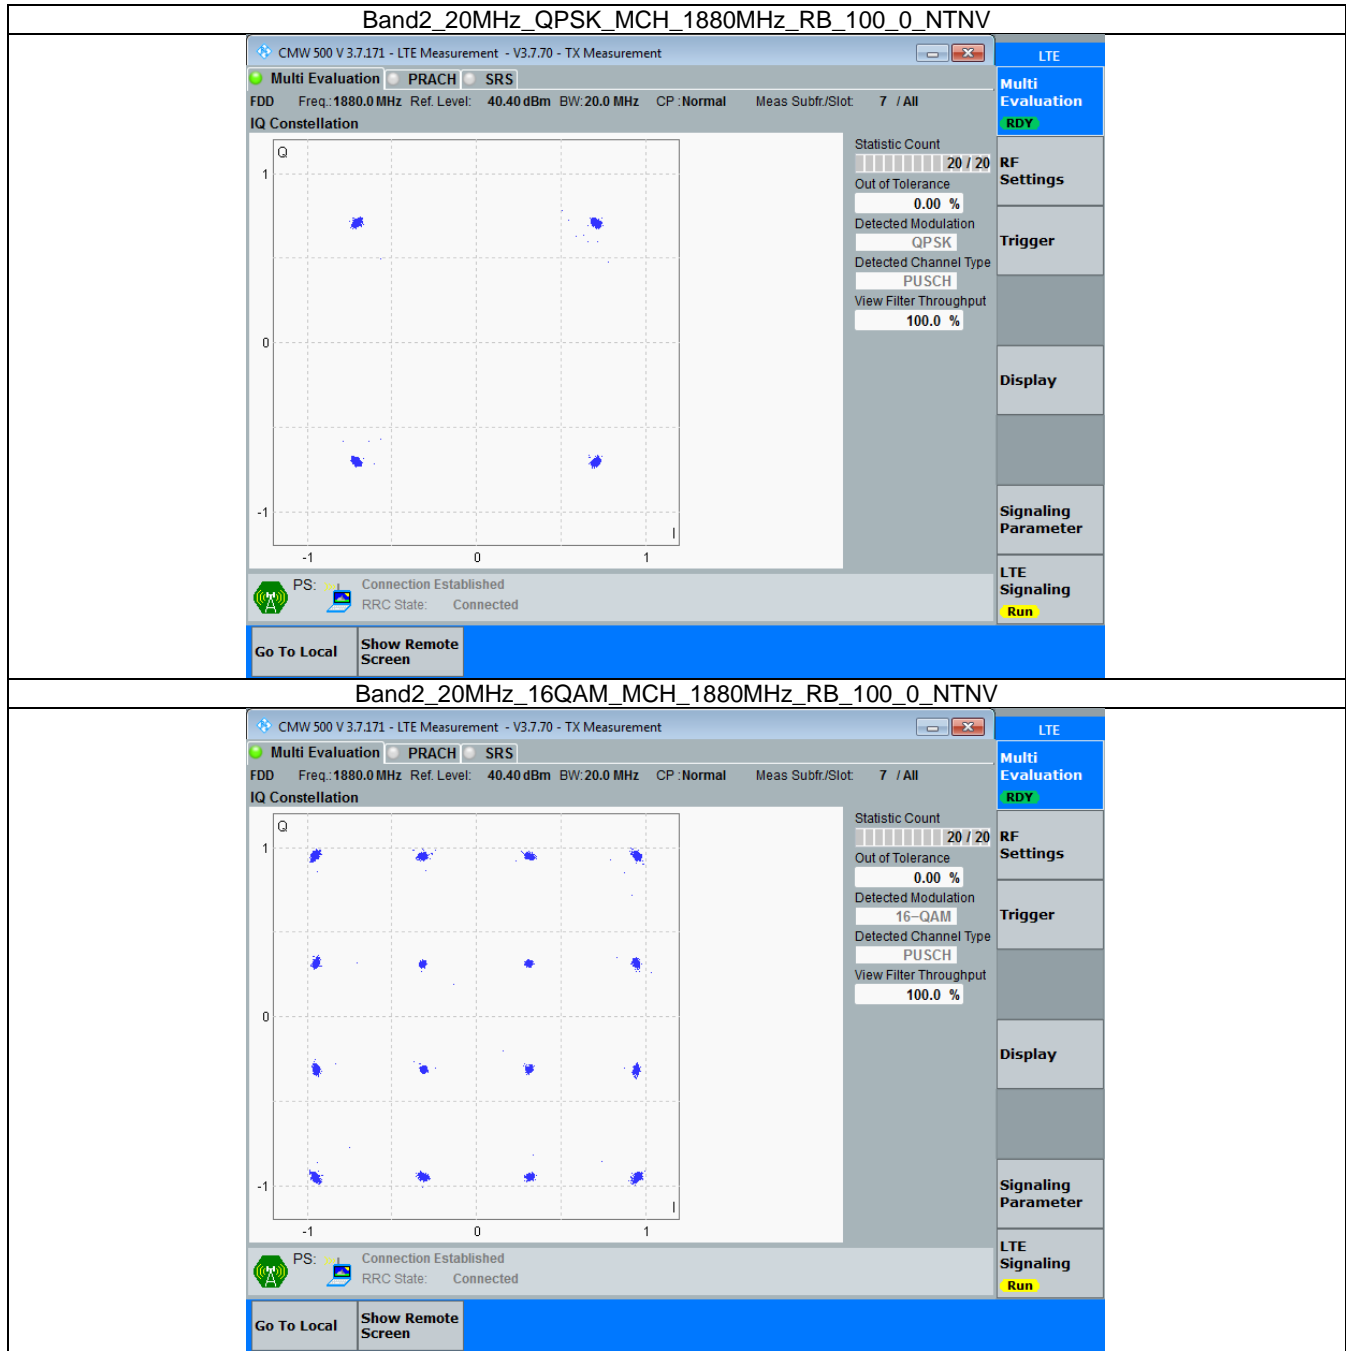 Band2_20MHz_QPSK_MCH_1880MHz_RB_100_0_NTNV
CMW 500 V 3.7.171 - LTE Measurement - V3.7.70 - TX Measurement
LTE
Multi Evaluation PRACH SRS
Multi
Evaluation
RDY
FDD Freg.:1880.0 MHz Ref. Level: 40.40 dBm BW:20.0 MHz CP :Normal Meas Subfr./Slot: 7 / All
IQ Constellation
Q
1
0
-1
I
-1 0 1
Statistic Count
20 / 20
Out of Tolerance
0.00 %
Detected Modulation
QPSK
Detected Channel Type
PUSCH
View Filter Throughput
100.0 %
RF
Settings
Trigger
Display
Signaling
Parameter
LTE
Signaling
Run
PS: Connection Established
RRC State: Connected
Go To Local
Show Remote
Screen
Band2_20MHz_16QAM_MCH_1880MHz_RB_100_0_NTNV
CMW 500 V 3.7.171 - LTE Measurement - V3.7.70 - TX Measurement
LTE
Multi Evaluation PRACH SRS
Multi
Evaluation
RDY
FDD Freq.:1880.0 MHz Ref. Level: 40.40 dBm BW:20.0 MHz CP :Normal Meas Subfr./Slot: 7 / All
IQ Constellation
Q
1
0
-1
I
-1 0 1
Statistic Count
20 / 20
Out of Tolerance
0.00 %
Detected Modulation
16-QAM
Detected Channel Type
PUSCH
View Filter Throughput
100.0 %
RF
Settings
Trigger
Display
Signaling
Parameter
LTE
Signaling
Run
PS: Connection Established
RRC State: Connected
Go To Local
Show Remote
Screen